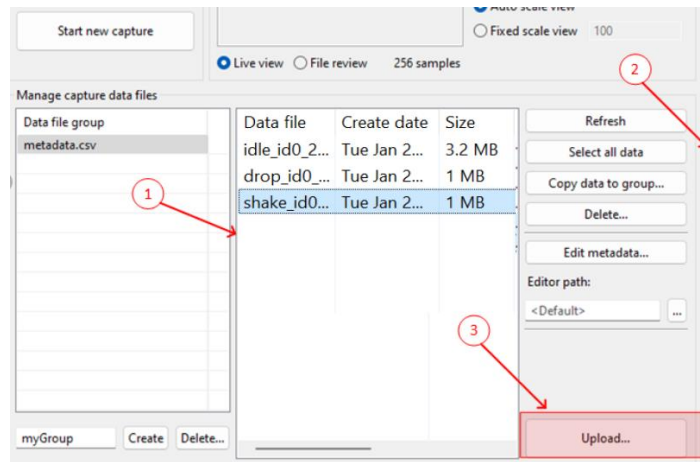 Auto scale view
Start new capture
Fixed scale view 100
Live view File review 256 samples
2
Manage capture data files
Data file group
metadata.csv
Data file Create date Size
idle_id0_2... Tue Jan 2... 3.2 MB
drop_id0_... Tue Jan 2... 1 MB
shake_id0... Tue Jan 2... 1 MB
1
Refresh
Select all data
Copy data to group...
Delete...
Edit metadata...
Editor path:
<Default> ...
3
myGroup Create Delete...
Upload...